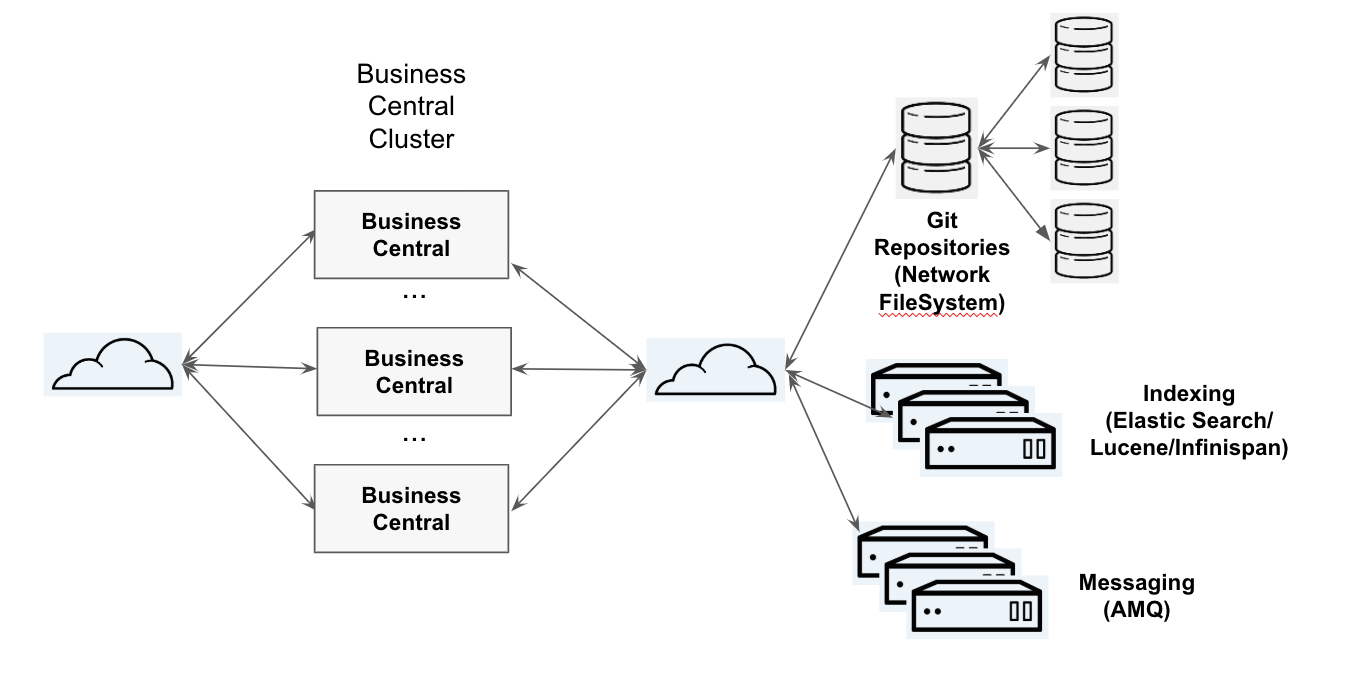 Business
Central
Cluster
Business
Central
...
Business
Central
...
Business
Central
Git
Repositories
(Network
FileSystem)
Indexing
(Elastic Search/
Lucene/Infinispan)
Messaging
(AMQ)